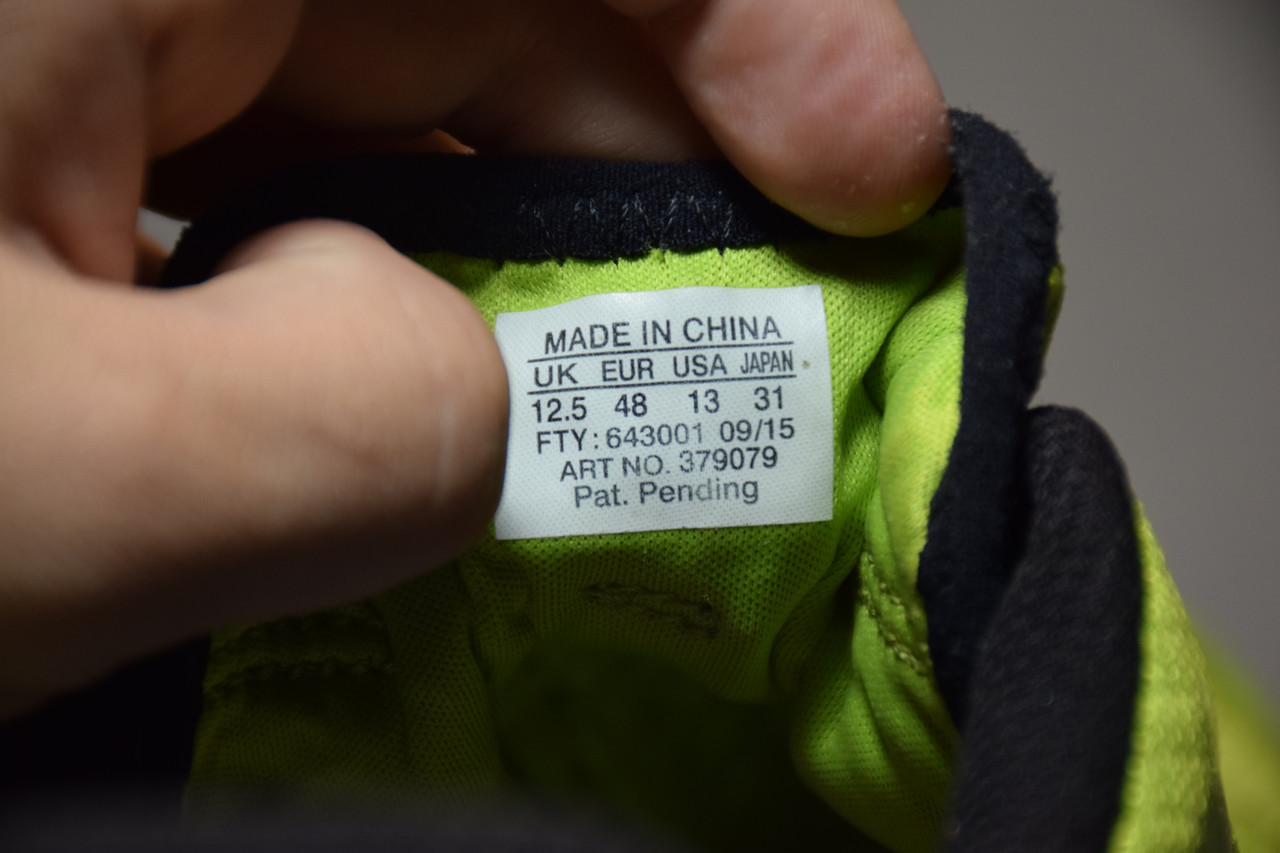 MADE IN CHINA
UK EUR USA JAPAN
12.5 48 13 31
FTY: 643001 09/15
ART NO. 379079
Pat. Pending